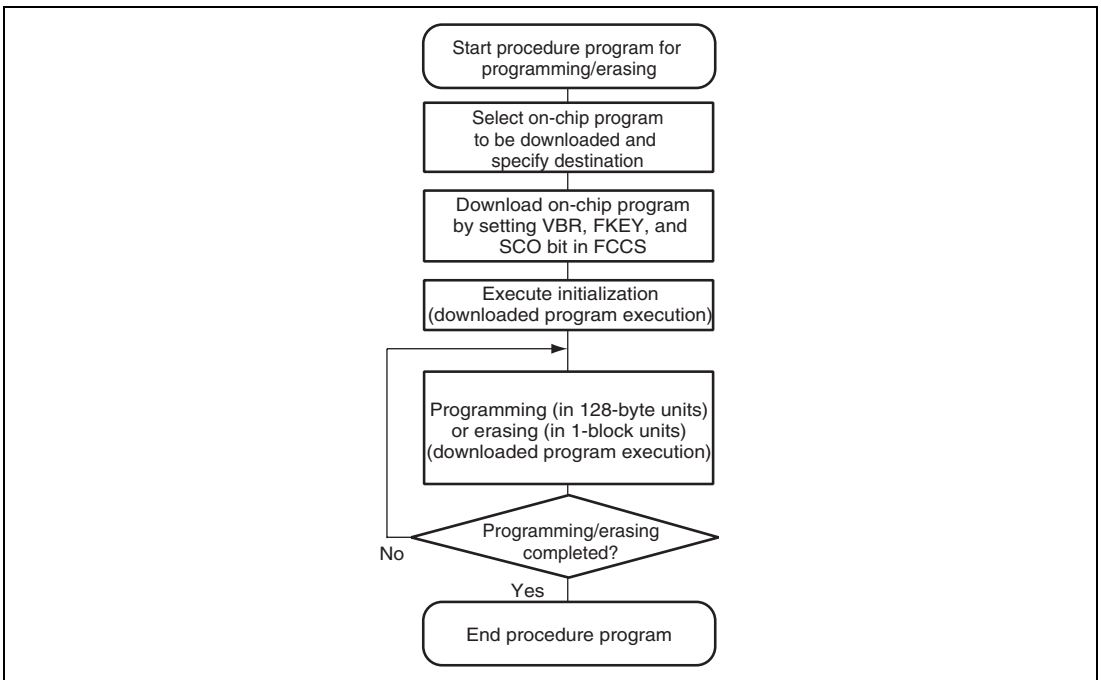 Start procedure program for
programming/erasing
Select on-chip program
to be downloaded and
specify destination
Download on-chip program
by setting VBR, FKEY, and
SCO bit in FCCS
Execute initialization
(downloaded program execution)
Programming (in 128-byte units)
or erasing (in 1-block units)
(downloaded program execution)
Programming/erasing
completed?
No
Yes
End procedure program